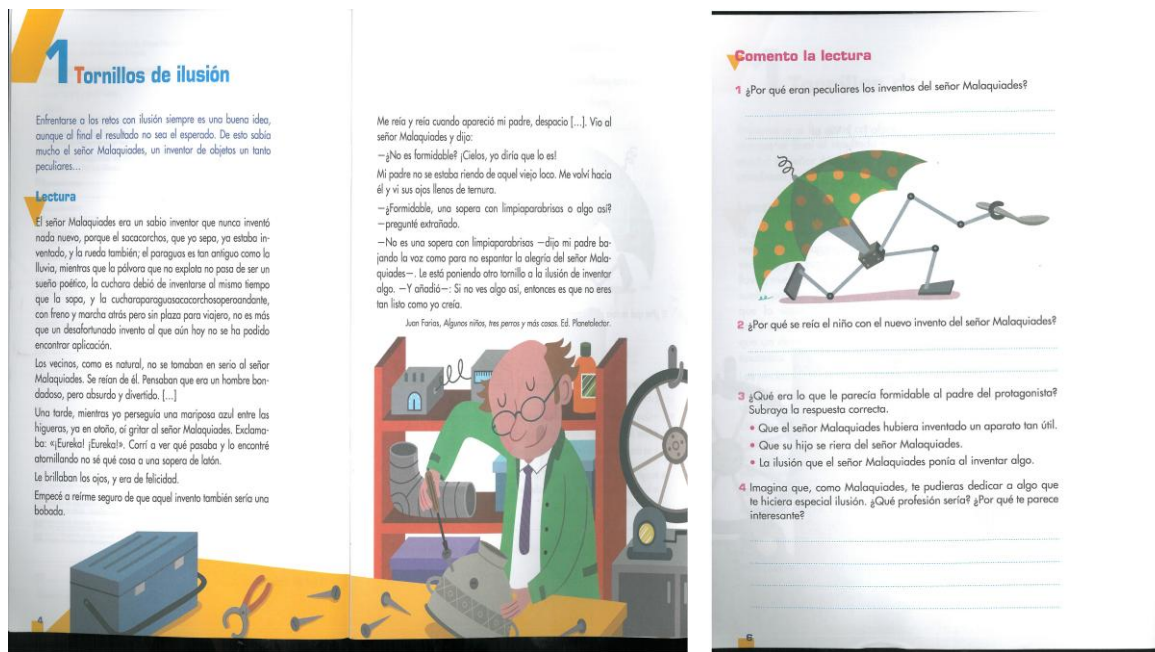 1 Tornillos de ilusión
Enfrentarse a los retos con ilusión siempre es una buena idea,
aunque al final el resultado no sea el esperado. De esto sabía
mucho el señor Malaquiades, un inventor de objetos un tanto
peculiares...
Lectura
El señor Malaquiades era un sabio inventor que nunca inventó
nada nuevo, porque el sacacorchos, que yo sepa, ya estaba in-
ventado, y la rueda también; el paraguas es tan antiguo como la
lluvia, mientras que la pólvora que no explota no pasa de ser un
sueño poético, la cuchara debió de inventarse al mismo tiempo
que la sopa, y la cucharaparaguasacacorchosoperoandante,
con freno y marcha atrás pero sin plaza para viajero, no es más
que un desafortunado invento al que aún hoy no se ha podido
encontrar aplicación.
Los vecinos, como es natural, no se tomaban en serio al señor
Malaquiades. Se reían de él. Pensaban que era un hombre bon-
dadoso, pero absurdo y divertido. [...]
Una tarde, mientras yo perseguía una mariposa azul entre las
higueras, ya en otoño, oí gritar al señor Malaquiades. Exclama-
ba: «¡Eureka! ¡Eureka!». Corrí a ver qué pasaba y lo encontré
atornillando no sé qué cosa a una sopera de latón.
Le brillaban los ojos, y era de felicidad.
Empecé a reírme seguro de que aquel invento también sería una
bobada.
4
Me reía y reía cuando apareció mi padre, despacio [...]. Vio al
señor Malaquiades y dijo:
—¿No es formidable? ¡Cielos, yo diría que lo es!
Mi padre no se estaba riendo de aquel viejo loco. Me volví hacia
él y vi sus ojos llenos de ternura.
—¿Formidable, una sopera con limpiaparabrisas o algo así?
—pregunté extrañado.
—No es una sopera con limpiaparabrisas —dijo mi padre ba-
jando la voz como para no espantar la alegría del señor Mala-
quiades—. Le está poniendo otro tornillo a la ilusión de inventar
algo. —Y añadió—: Si no ves algo así, entonces es que no eres
tan listo como yo creía.
Juan Farias, Algunos niños, tres perros y más cosas. Ed. Planetalector.
Comento la lectura
1 ¿Por qué eran peculiares los inventos del señor Malaquiades?
2 ¿Por qué se reía el niño con el nuevo invento del señor Malaquiades?
3 ¿Qué era lo que le parecía formidable al padre del protagonista?
Subraya la respuesta correcta.
• Que el señor Malaquiades hubiera inventado un aparato tan útil.
• Que su hijo se riera del señor Malaquiades.
• La ilusión que el señor Malaquiades ponía al inventar algo.
4 Imagina que, como Malaquiades, te pudieras dedicar a algo que
te hiciera especial ilusión. ¿Qué profesión sería? ¿Por qué te parece
interesante?
6